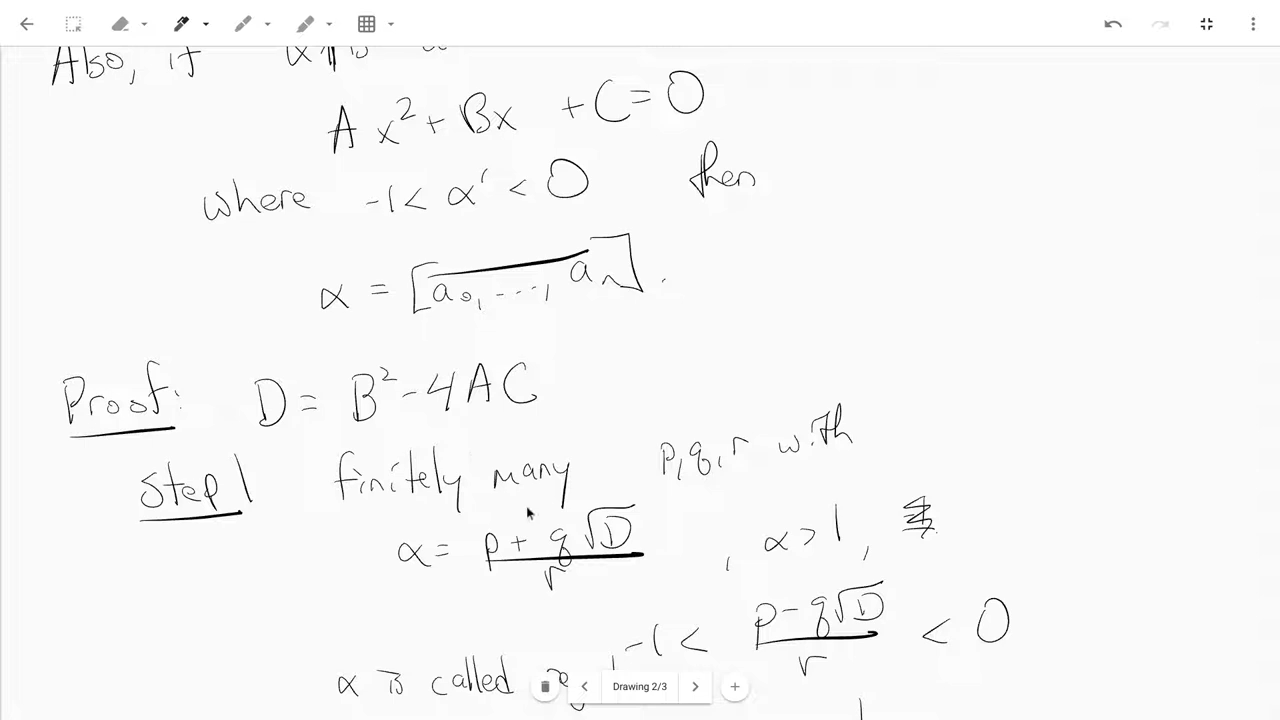 Also, if
A x² + Bx + C = 0
where -1 < α' < 0 then
α = [a₀, ..., aₙ].
Proof: D = B² - 4AC
Step 1 finitely many p, q, r with
α = (p + q√D)/r , α > 1,
-1 < (p - q√D)/r < 0
α is called
Drawing 2/3